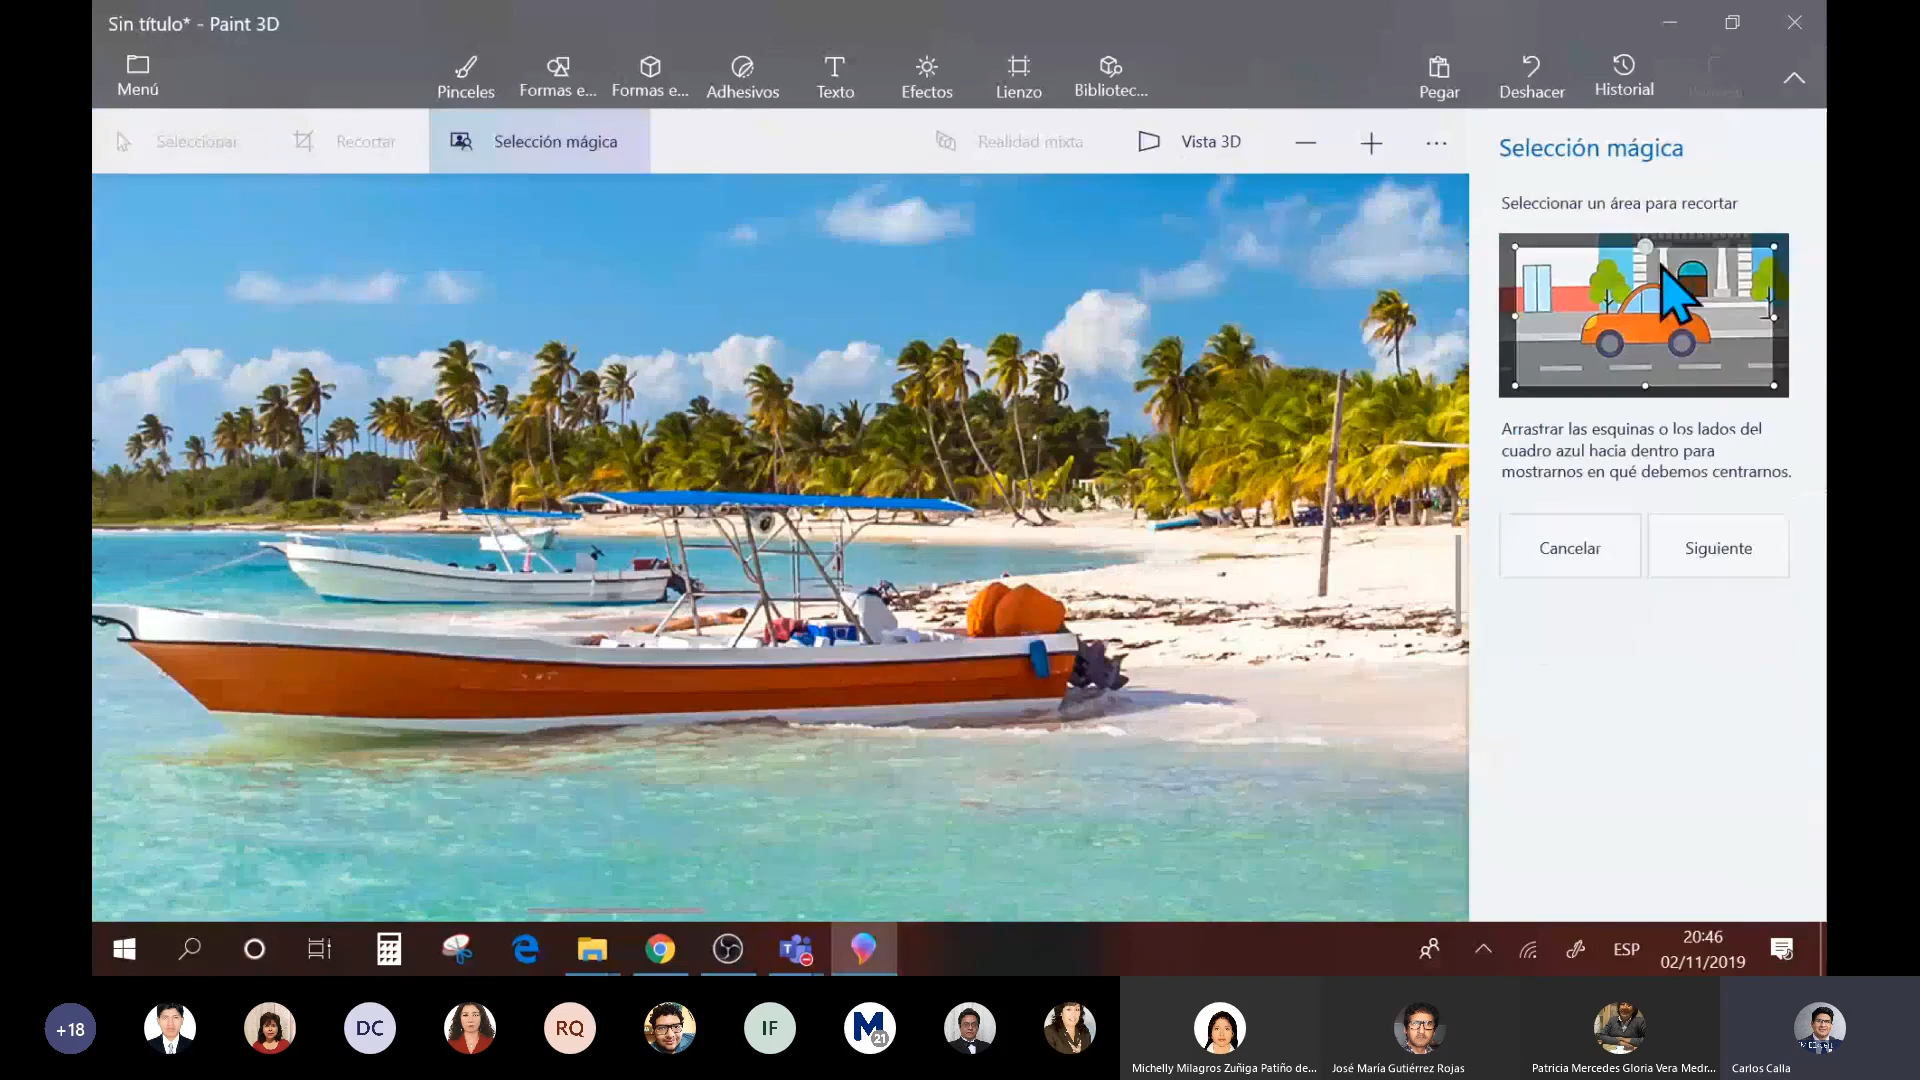 Sin título* - Paint 3D
Menú
Pinceles
Formas e...
Formas e...
Adhesivos
Texto
Efectos
Lienzo
Bibliotec...
Pegar
Deshacer
Historial
Seleccionar
Recortar
Selección mágica
Realidad mixta
Vista 3D
Selección mágica
Seleccionar un área para recortar
Arrastrar las esquinas o los lados del
cuadro azul hacia dentro para
mostrarnos en qué debemos centrarnos.
Cancelar
Siguiente
ESP
20:46
02/11/2019
+18
DC
RQ
IF
M
21
Michelly Milagros Zuñiga Patiño de...
José María Gutiérrez Rojas
Patricia Mercedes Gloria Vera Medr...
Carlos Calla